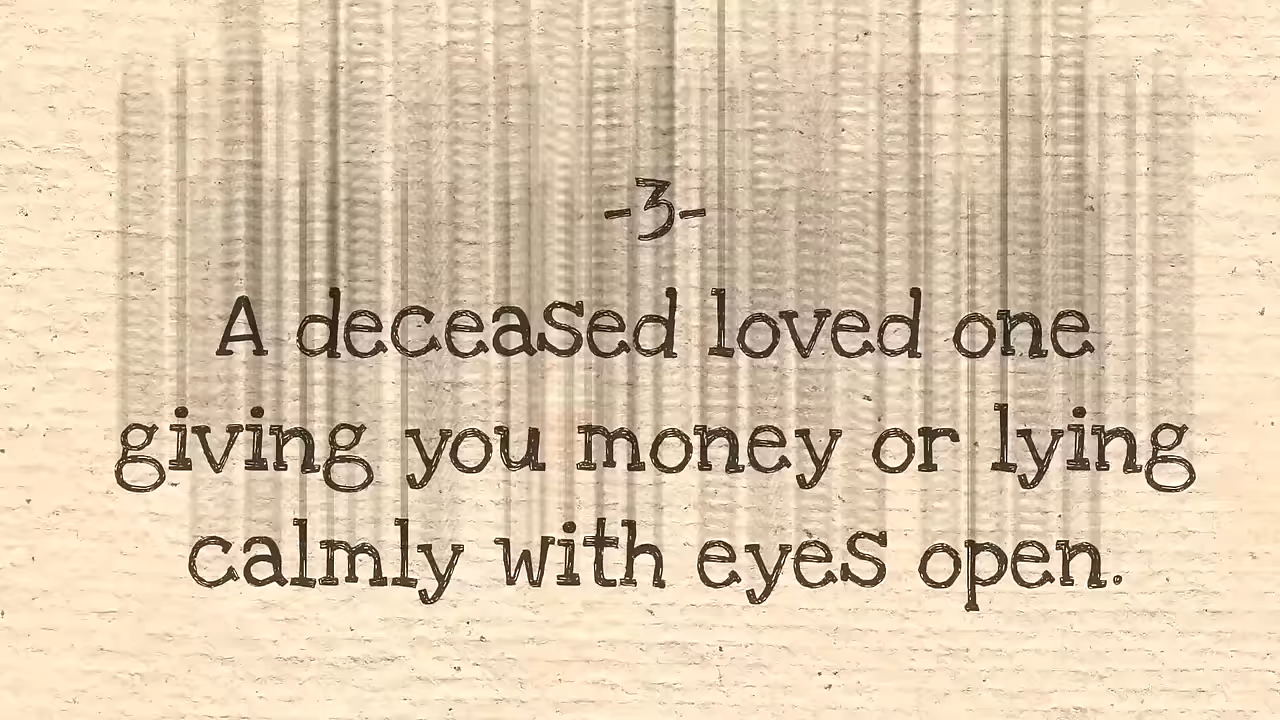 -3-
A deceased loved one
giving you money or lying
calmly with eyes open.